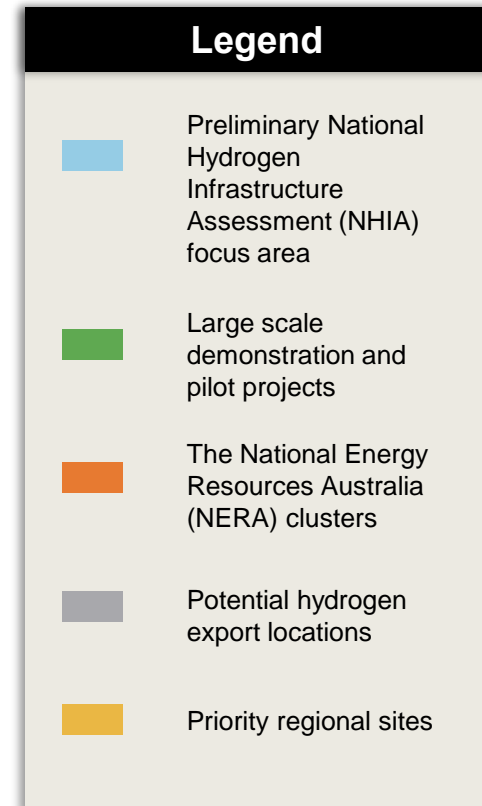 Legend
Preliminary National
Hydrogen
Infrastructure
Assessment (NHIA)
focus area
Large scale
demonstration and
pilot projects
The National Energy
Resources Australia
(NERA) clusters
Potential hydrogen
export locations
Priority regional sites